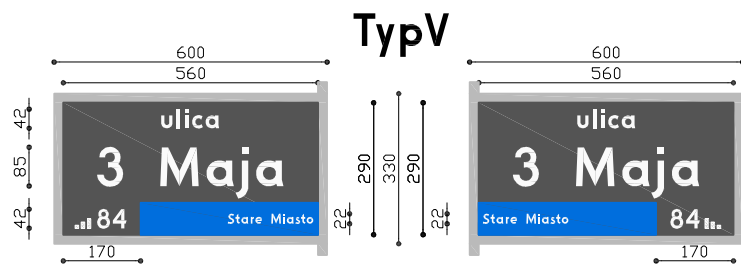 TypV
600
560
42
85
42
ulica
3 Maja
84
Stare Miasto
170
22
290
330
290
22
600
560
ulica
3 Maja
Stare Miasto
84
170